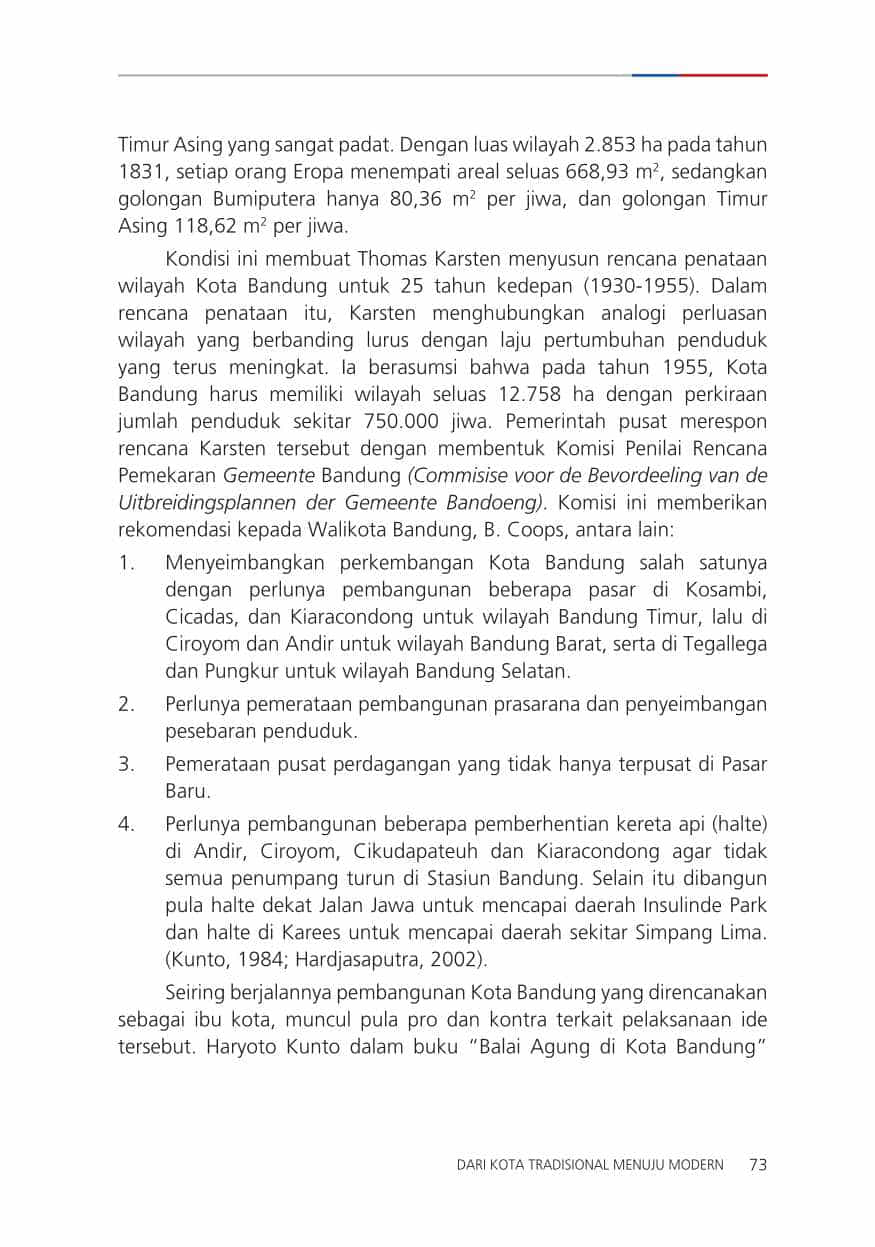 Timur Asing yang sangat padat. Dengan luas wilayah 2.853 ha pada tahun
1831, setiap orang Eropa menempati areal seluas 668,93 m², sedangkan
golongan Bumiputera hanya 80,36 m² per jiwa, dan golongan Timur
Asing 118,62 m² per jiwa.
Kondisi ini membuat Thomas Karsten menyusun rencana penataan
wilayah Kota Bandung untuk 25 tahun kedepan (1930-1955). Dalam
rencana penataan itu, Karsten menghubungkan analogi perluasan
wilayah yang berbanding lurus dengan laju pertumbuhan penduduk
yang terus meningkat. Ia berasumsi bahwa pada tahun 1955, Kota
Bandung harus memiliki wilayah seluas 12.758 ha dengan perkiraan
jumlah penduduk sekitar 750.000 jiwa. Pemerintah pusat merespon
rencana Karsten tersebut dengan membentuk Komisi Penilai Rencana
Pemekaran Gemeente Bandung (Commisise voor de Bevordeeling van de
Uitbreidingsplannen der Gemeente Bandoeng). Komisi ini memberikan
rekomendasi kepada Walikota Bandung, B. Coops, antara lain:
1. Menyeimbangkan perkembangan Kota Bandung salah satunya
dengan perlunya pembangunan beberapa pasar di Kosambi,
Cicadas, dan Kiaracondong untuk wilayah Bandung Timur, lalu di
Ciroyom dan Andir untuk wilayah Bandung Barat, serta di Tegallega
dan Pungkur untuk wilayah Bandung Selatan.
2. Perlunya pemerataan pembangunan prasarana dan penyeimbangan
pesebaran penduduk.
3. Pemerataan pusat perdagangan yang tidak hanya terpusat di Pasar
Baru.
4. Perlunya pembangunan beberapa pemberhentian kereta api (halte)
di Andir, Ciroyom, Cikudapateuh dan Kiaracondong agar tidak
semua penumpang turun di Stasiun Bandung. Selain itu dibangun
pula halte dekat Jalan Jawa untuk mencapai daerah Insulinde Park
dan halte di Karees untuk mencapai daerah sekitar Simpang Lima.
(Kunto, 1984; Hardjasaputra, 2002).
Seiring berjalannya pembangunan Kota Bandung yang direncanakan
sebagai ibu kota, muncul pula pro dan kontra terkait pelaksanaan ide
tersebut. Haryoto Kunto dalam buku “Balai Agung di Kota Bandung”
DARI KOTA TRADISIONAL MENUJU MODERN 73